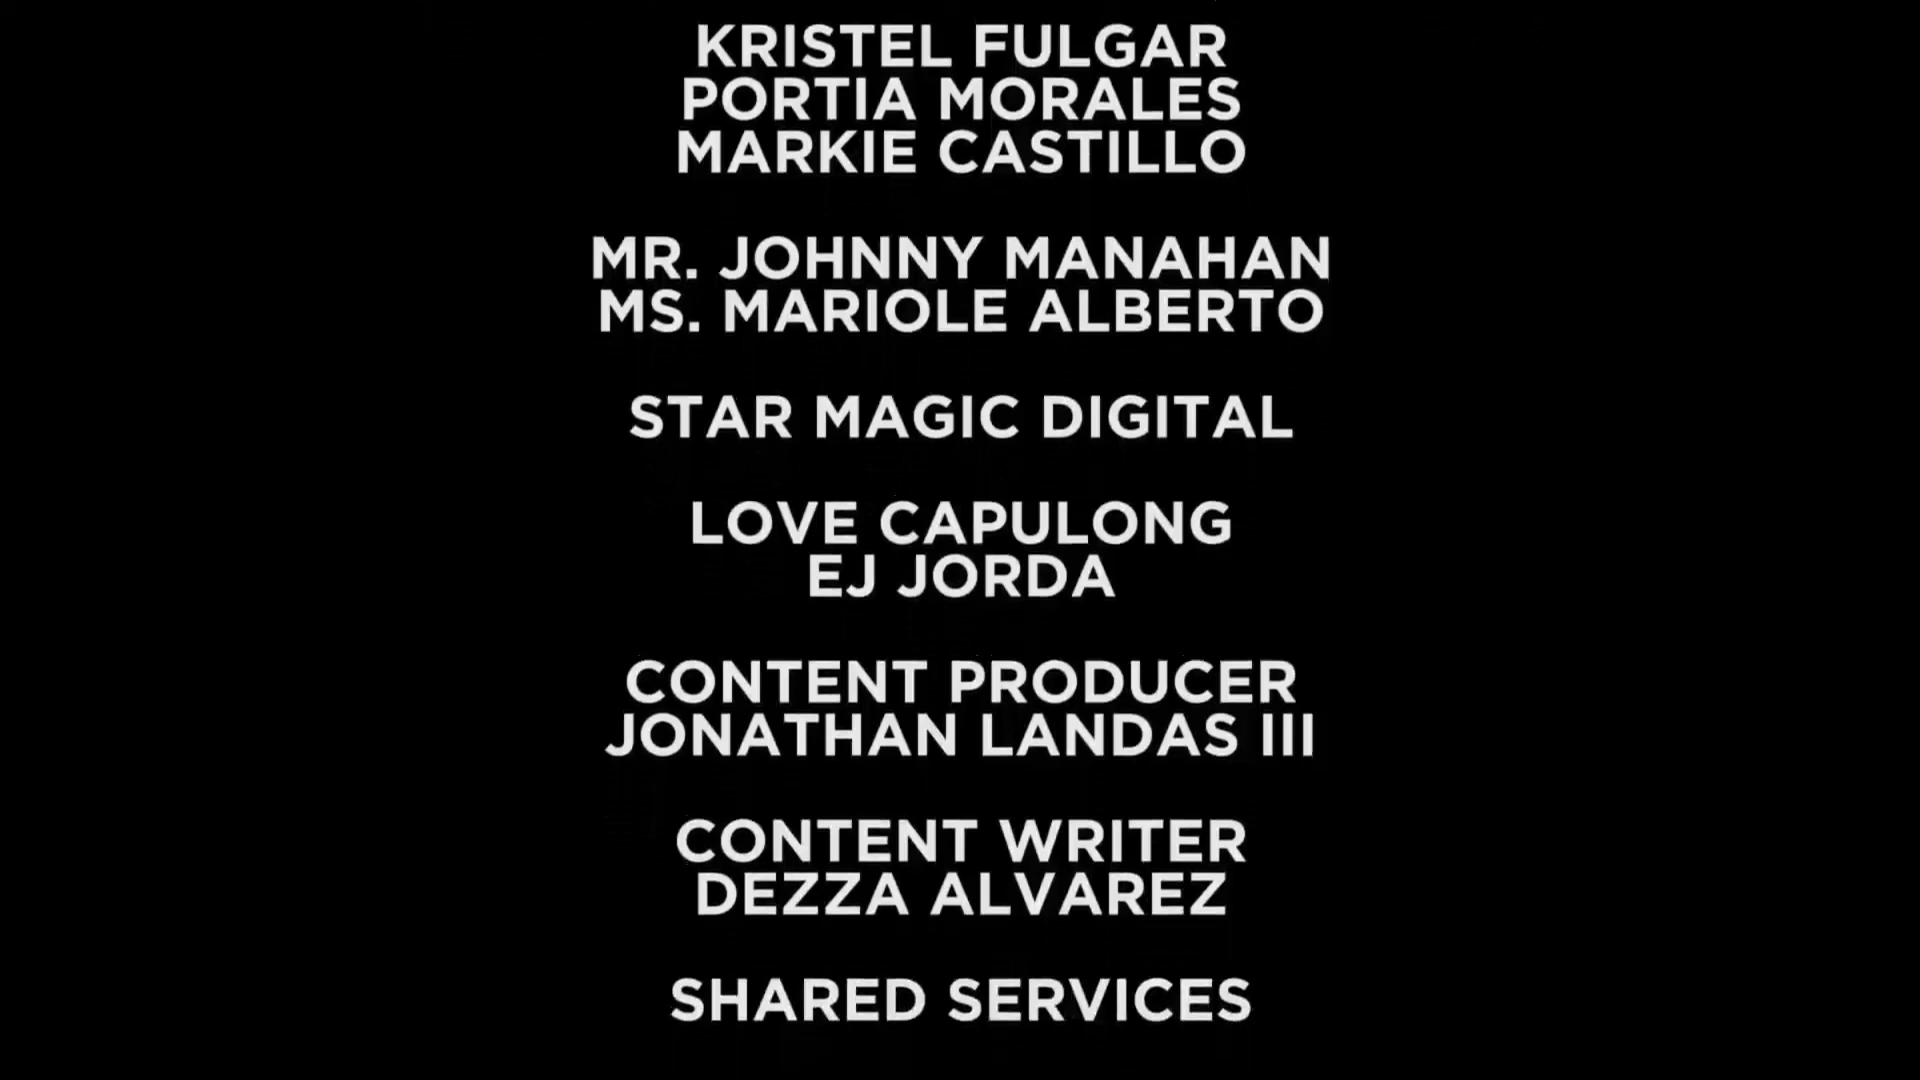 KRISTEL FULGAR
PORTIA MORALES
MARKIE CASTILLO
MR. JOHNNY MANAHAN
MS. MARIOLE ALBERTO
STAR MAGIC DIGITAL
LOVE CAPULONG
EJ JORDA
CONTENT PRODUCER
JONATHAN LANDAS III
CONTENT WRITER
DEZZA ALVAREZ
SHARED SERVICES